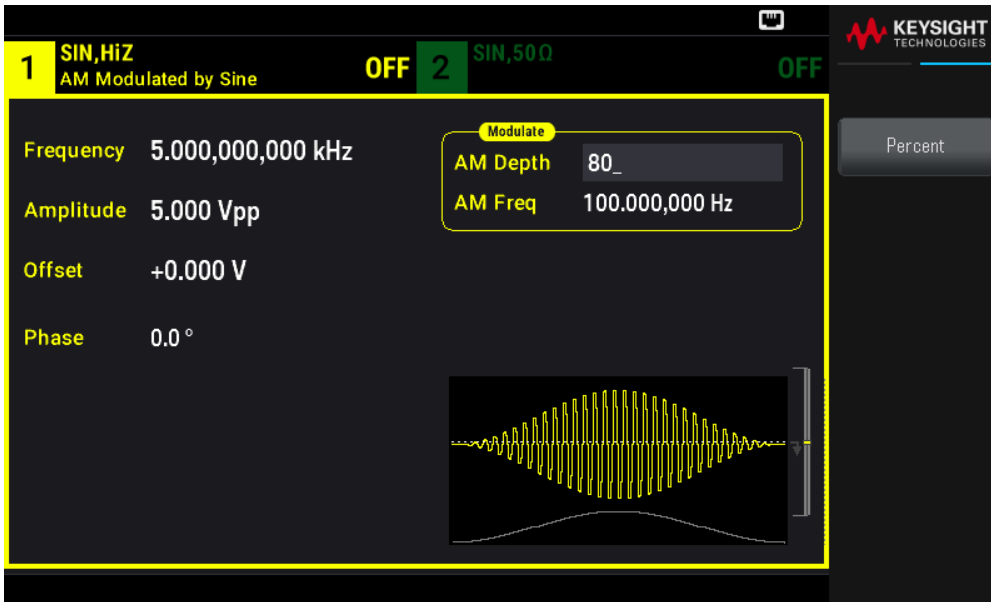 KEYSIGHT
TECHNOLOGIES
1
SIN,HiZ
AM Modulated by Sine
OFF
2
SIN,50Ω
OFF
Frequency 5.000,000,000 kHz
Amplitude 5.000 Vpp
Offset +0.000 V
Phase 0.0 °
Modulate
AM Depth 80_
AM Freq 100.000,000 Hz
Percent